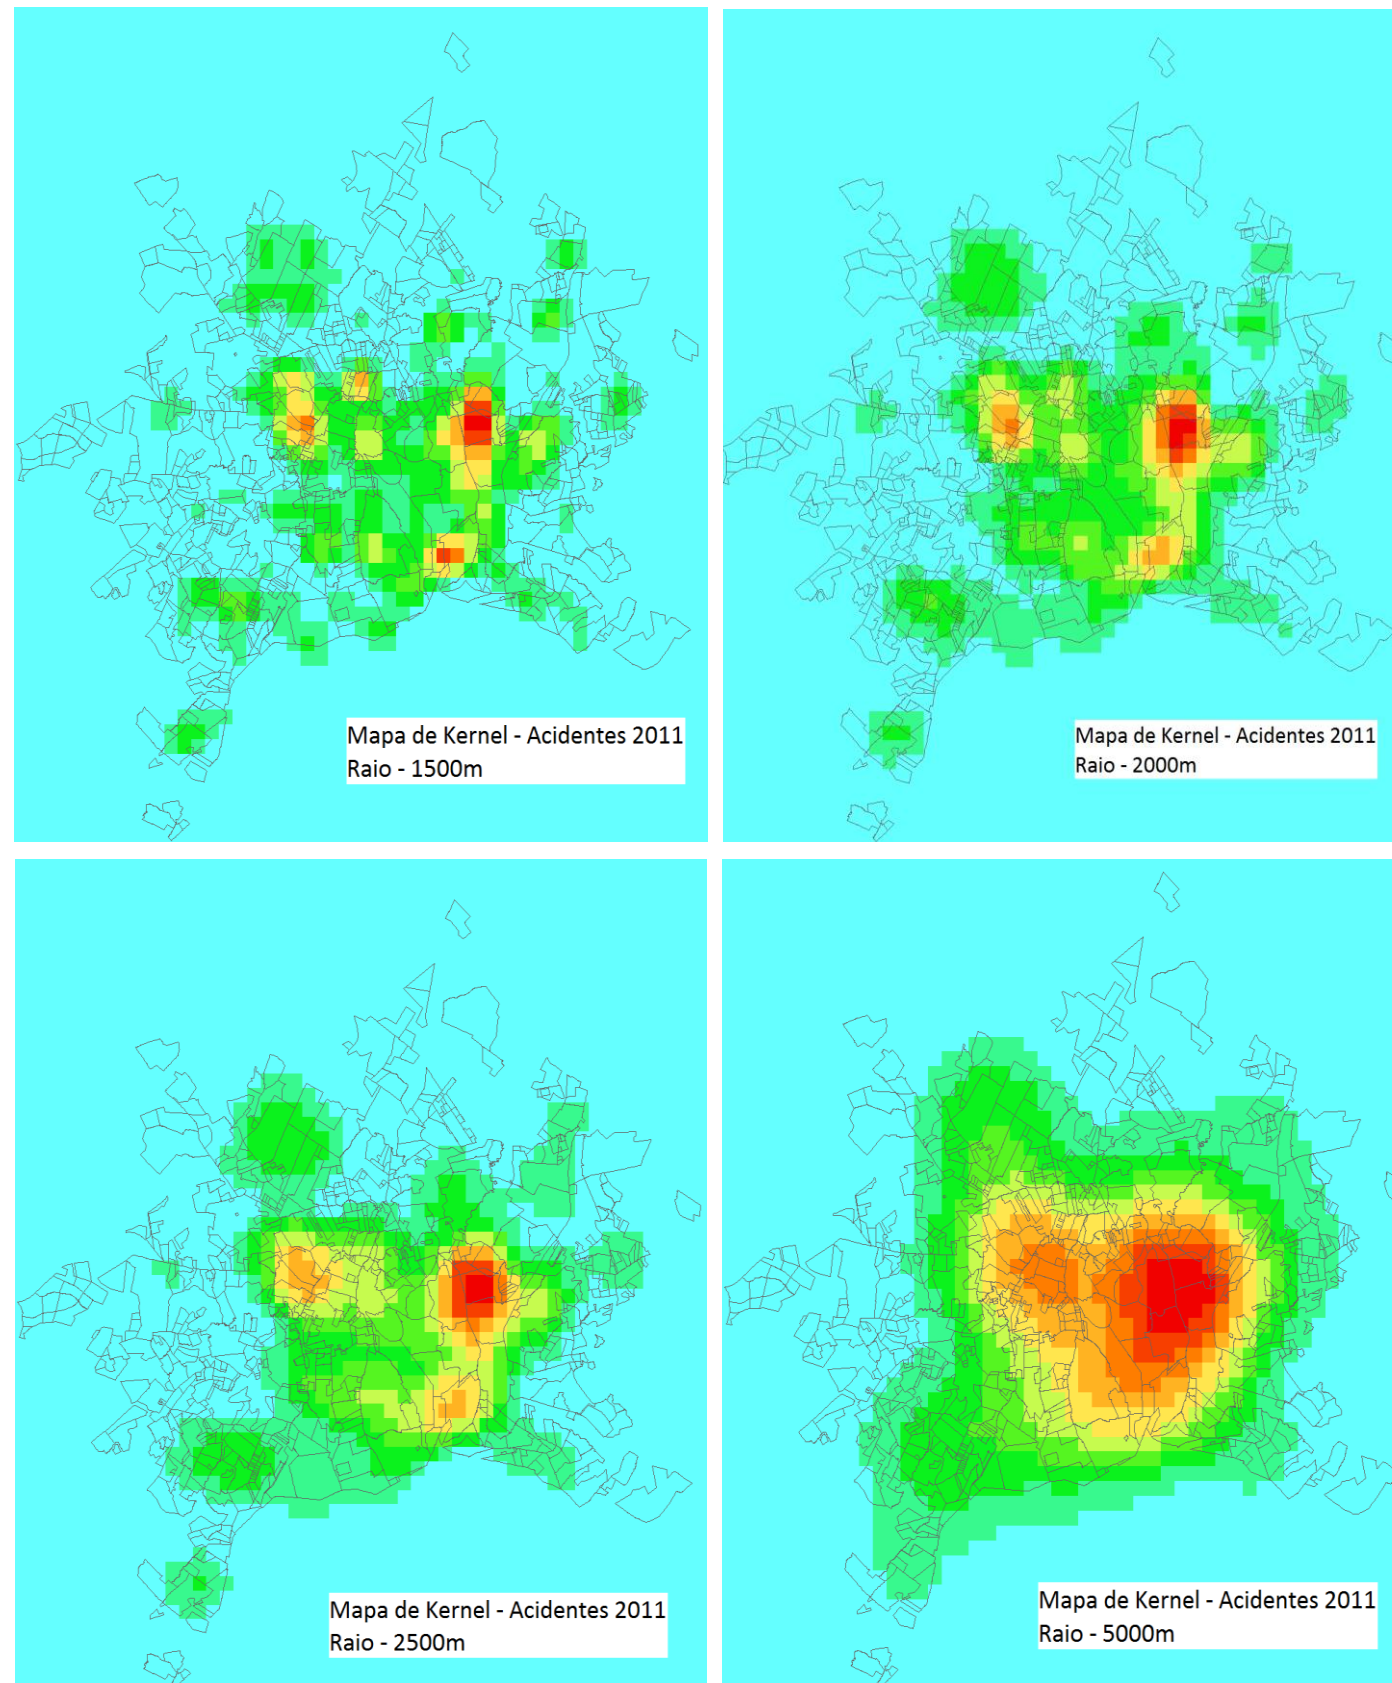 Mapa de Kernel - Acidentes 2011
Raio - 1500m
Mapa de Kernel - Acidentes 2011
Raio - 2000m
Mapa de Kernel - Acidentes 2011
Raio - 2500m
Mapa de Kernel - Acidentes 2011
Raio - 5000m